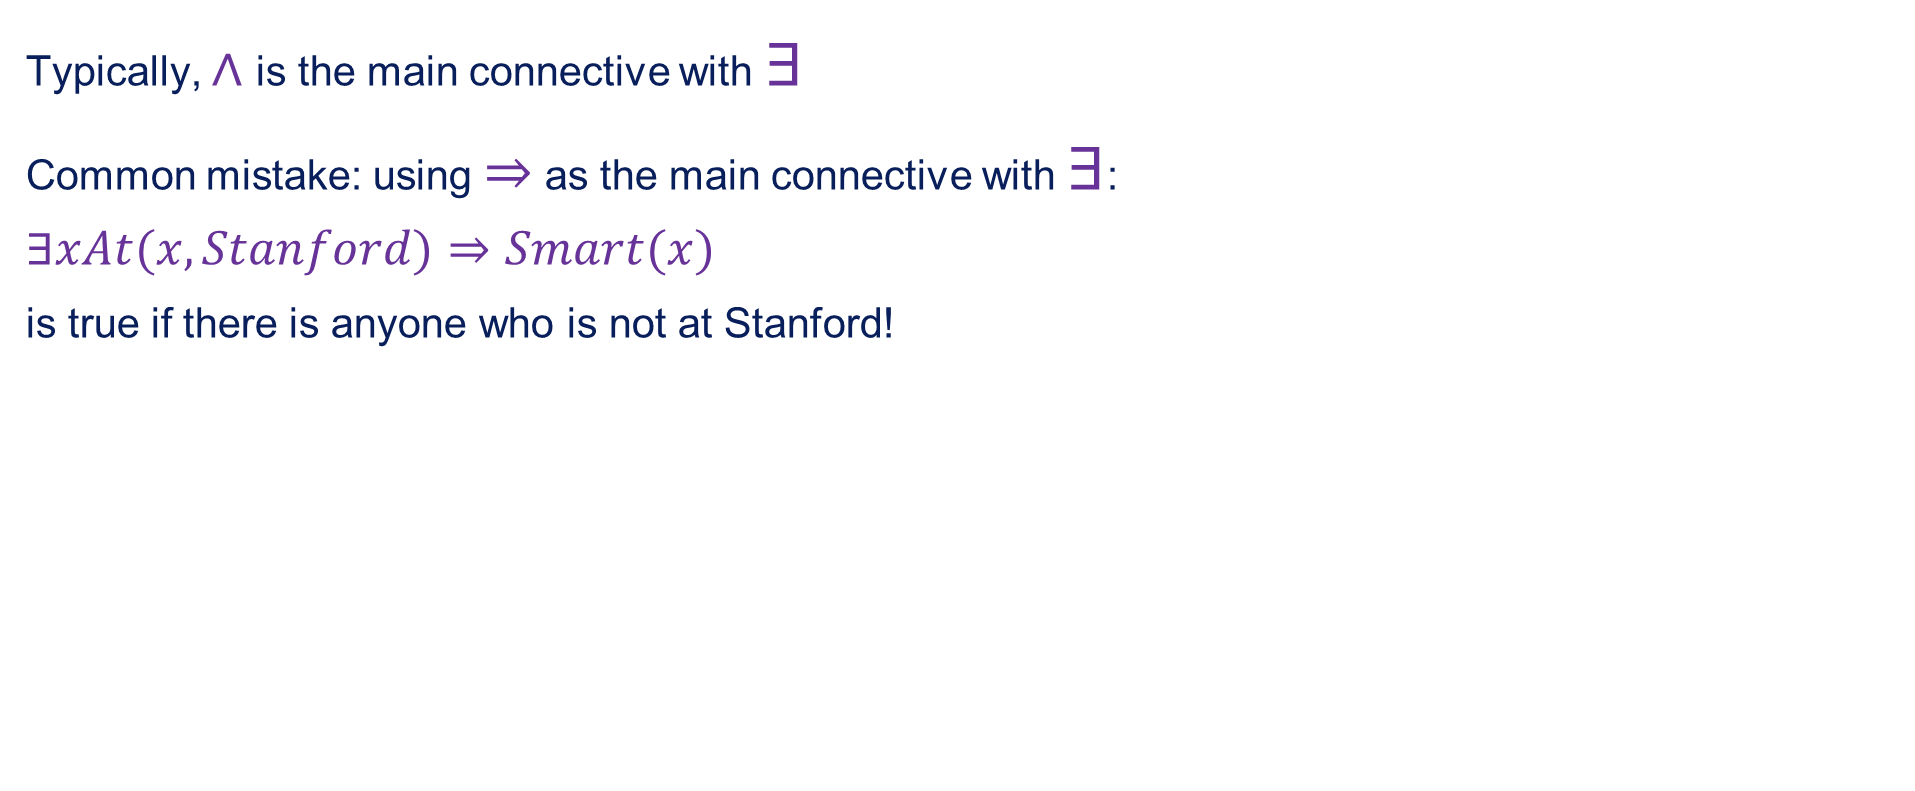 Typically, ∧ is the main connective with ∃
Common mistake: using ⇒ as the main connective with ∃:
∃xAt(x, Stanford) ⇒ Smart(x)
is true if there is anyone who is not at Stanford!